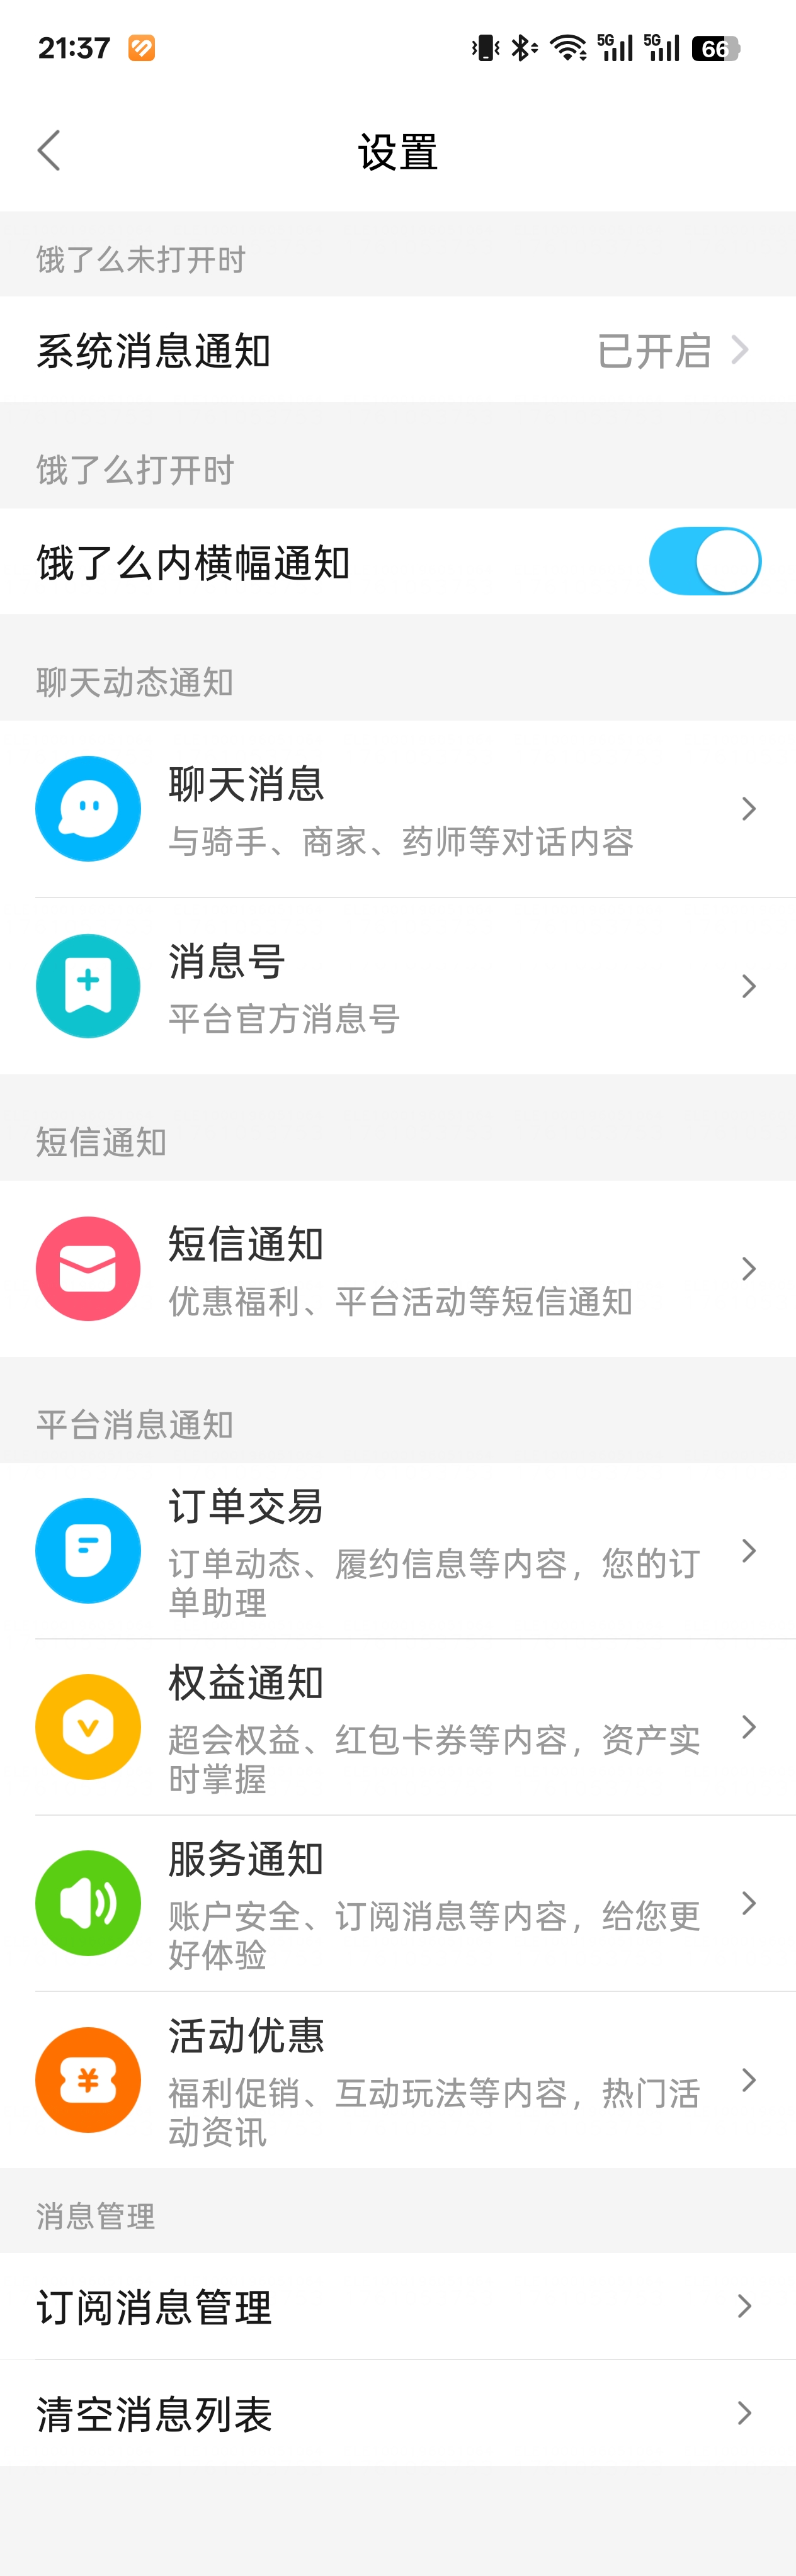 21:37
5G 5G 66
设置
饿了么未打开时
系统消息通知 已开启
饿了么打开时
饿了么内横幅通知
聊天动态通知
聊天消息
与骑手、商家、药师等对话内容
消息号
平台官方消息号
短信通知
短信通知
优惠福利、平台活动等短信通知
平台消息通知
订单交易
订单动态、履约信息等内容，您的订
单助理
权益通知
超会权益、红包卡券等内容，资产实
时掌握
服务通知
账户安全、订阅消息等内容，给您更
好体验
活动优惠
福利促销、互动玩法等内容，热门活
动资讯
消息管理
订阅消息管理
清空消息列表